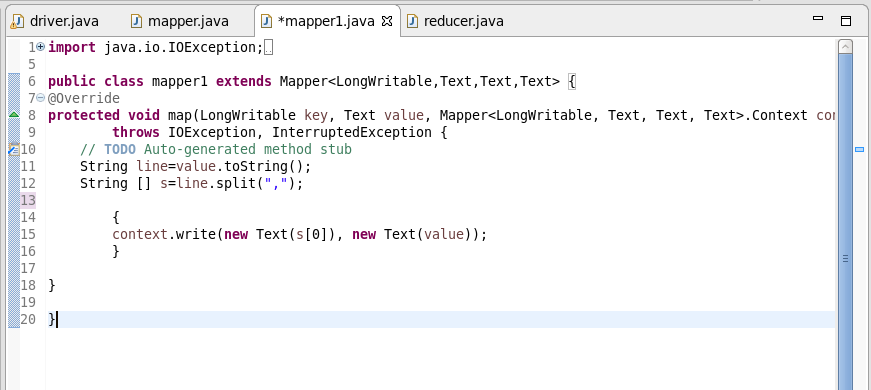 driver.java mapper.java *mapper1.java reducer.java
1 import java.io.IOException;
5
6 public class mapper1 extends Mapper<LongWritable,Text,Text,Text> {
7 @Override
8 protected void map(LongWritable key, Text value, Mapper<LongWritable, Text, Text, Text>.Context cor
9 throws IOException, InterruptedException {
10 // TODO Auto-generated method stub
11 String line=value.toString();
12 String [] s=line.split(",");
13
14 {
15 context.write(new Text(s[0]), new Text(value));
16 }
17
18 }
19
20 }